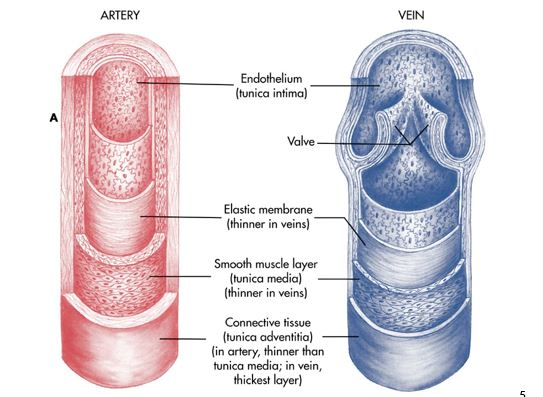 ARTERY
VEIN
Endothelium
(tunica intima)
A
Valve
Elastic membrane
(thinner in veins)
Smooth muscle layer
(tunica media)
(thinner in veins)
Connective tissue
(tunica adventitia)
(in artery, thinner than
tunica media; in vein,
thickest layer)
5